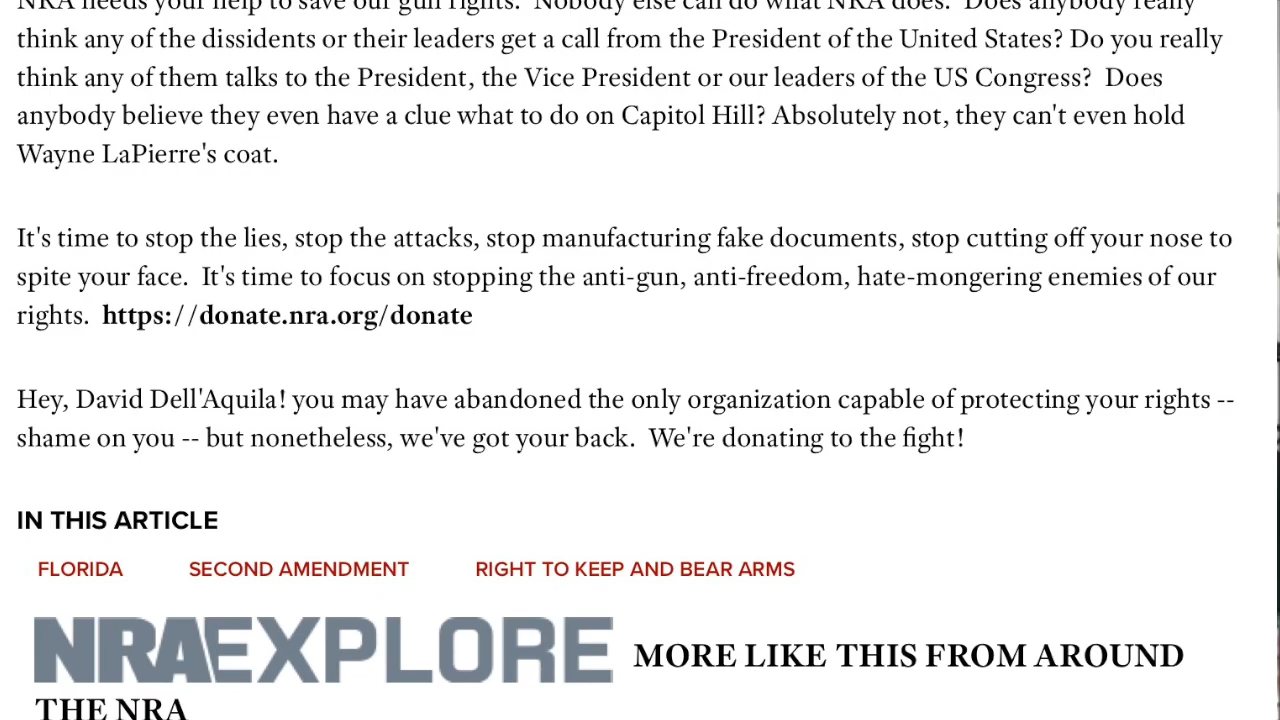 NRA needs your help to save our gun rights.  Nobody else can do what NRA does.  Does anybody really
think any of the dissidents or their leaders get a call from the President of the United States? Do you really
think any of them talks to the President, the Vice President or our leaders of the US Congress?  Does
anybody believe they even have a clue what to do on Capitol Hill? Absolutely not, they can't even hold
Wayne LaPierre's coat.
It's time to stop the lies, stop the attacks, stop manufacturing fake documents, stop cutting off your nose to
spite your face.  It's time to focus on stopping the anti-gun, anti-freedom, hate-mongering enemies of our
rights.  https://donate.nra.org/donate
Hey, David Dell'Aquila! you may have abandoned the only organization capable of protecting your rights --
shame on you -- but nonetheless, we've got your back.  We're donating to the fight!
IN THIS ARTICLE
FLORIDA SECOND AMENDMENT RIGHT TO KEEP AND BEAR ARMS
NRAEXPLORE MORE LIKE THIS FROM AROUND
THE NRA